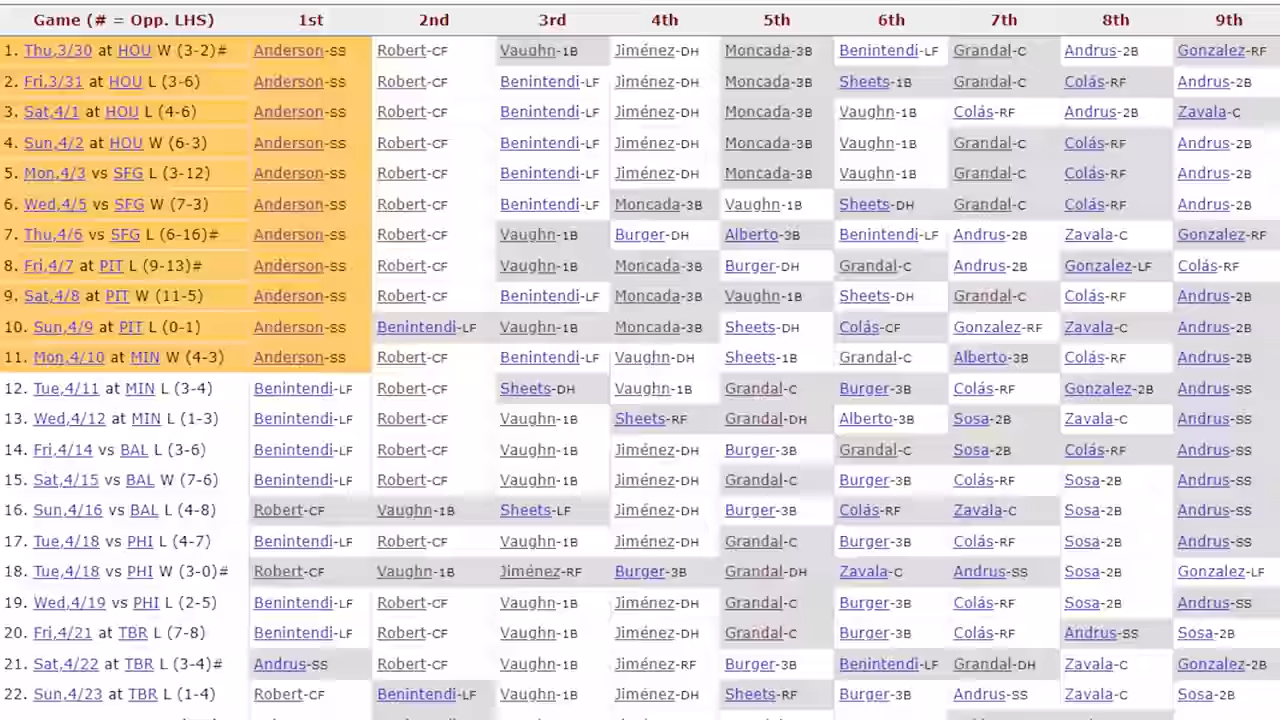 Game (# = Opp. LHS) 1st 2nd 3rd 4th 5th 6th 7th 8th 9th
1. Thu,3/30 at HOU W (3-2)# Anderson-SS Robert-CF Vaughn-1B Jiménez-DH Moncada-3B Benintendi-LF Grandal-C Andrus-2B Gonzalez-RF
2. Fri,3/31 at HOU L (3-6) Anderson-SS Robert-CF Benintendi-LF Jiménez-DH Moncada-3B Sheets-1B Grandal-C Colás-RF Andrus-2B
3. Sat,4/1 at HOU L (4-6) Anderson-SS Robert-CF Benintendi-LF Jiménez-DH Moncada-3B Vaughn-1B Colás-RF Andrus-2B Zavala-C
4. Sun,4/2 at HOU W (6-3) Anderson-SS Robert-CF Benintendi-LF Jiménez-DH Moncada-3B Vaughn-1B Grandal-C Colás-RF Andrus-2B
5. Mon,4/3 vs SFG L (3-12) Anderson-SS Robert-CF Benintendi-LF Jiménez-DH Moncada-3B Vaughn-1B Grandal-C Colás-RF Andrus-2B
6. Wed,4/5 vs SFG W (7-3) Anderson-SS Robert-CF Benintendi-LF Moncada-3B Vaughn-1B Sheets-DH Grandal-C Colás-RF Andrus-2B
7. Thu,4/6 vs SFG L (6-16)# Anderson-SS Robert-CF Vaughn-1B Burger-DH Alberto-3B Benintendi-LF Andrus-2B Zavala-C Gonzalez-RF
8. Fri,4/7 at PIT L (9-13)# Anderson-SS Robert-CF Vaughn-1B Moncada-3B Burger-DH Grandal-C Andrus-2B Gonzalez-LF Colás-RF
9. Sat,4/8 at PIT W (11-5) Anderson-SS Robert-CF Benintendi-LF Moncada-3B Vaughn-1B Sheets-DH Grandal-C Colás-RF Andrus-2B
10. Sun,4/9 at PIT L (0-1) Anderson-SS Benintendi-LF Vaughn-1B Moncada-3B Sheets-DH Colás-CF Gonzalez-RF Zavala-C Andrus-2B
11. Mon,4/10 at MIN W (4-3) Anderson-SS Robert-CF Benintendi-LF Vaughn-DH Sheets-1B Grandal-C Alberto-3B Colás-RF Andrus-2B
12. Tue,4/11 at MIN L (3-4) Benintendi-LF Robert-CF Sheets-DH Vaughn-1B Grandal-C Burger-3B Colás-RF Gonzalez-2B Andrus-SS
13. Wed,4/12 at MIN L (1-3) Benintendi-LF Robert-CF Vaughn-1B Sheets-RF Grandal-DH Alberto-3B Sosa-2B Zavala-C Andrus-SS
14. Fri,4/14 vs BAL L (3-6) Benintendi-LF Robert-CF Vaughn-1B Jiménez-DH Burger-3B Grandal-C Sosa-2B Colás-RF Andrus-SS
15. Sat,4/15 vs BAL W (7-6) Benintendi-LF Robert-CF Vaughn-1B Jiménez-DH Grandal-C Burger-3B Colás-RF Sosa-2B Andrus-SS
16. Sun,4/16 vs BAL L (4-8) Robert-CF Vaughn-1B Sheets-LF Jiménez-DH Burger-3B Colás-RF Zavala-C Sosa-2B Andrus-SS
17. Tue,4/18 vs PHI L (4-7) Benintendi-LF Robert-CF Vaughn-1B Jiménez-DH Grandal-C Burger-3B Colás-RF Sosa-2B Andrus-SS
18. Tue,4/18 vs PHI W (3-0)# Robert-CF Vaughn-1B Jiménez-RF Burger-3B Grandal-DH Zavala-C Andrus-SS Sosa-2B Gonzalez-LF
19. Wed,4/19 vs PHI L (2-5) Benintendi-LF Robert-CF Vaughn-1B Jiménez-DH Grandal-C Burger-3B Colás-RF Sosa-2B Andrus-SS
20. Fri,4/21 at TBR L (7-8) Benintendi-LF Robert-CF Vaughn-1B Jiménez-DH Grandal-C Burger-3B Colás-RF Andrus-SS Sosa-2B
21. Sat,4/22 at TBR L (3-4)# Andrus-SS Robert-CF Vaughn-1B Jiménez-RF Burger-3B Benintendi-LF Grandal-DH Zavala-C Gonzalez-2B
22. Sun,4/23 at TBR L (1-4) Robert-CF Benintendi-LF Vaughn-1B Jiménez-DH Sheets-RF Burger-3B Andrus-SS Zavala-C Sosa-2B